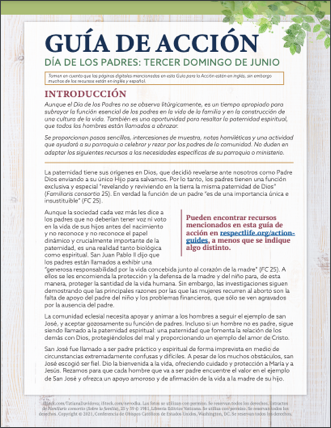 GUÍA DE ACCIÓN
DÍA DE LOS PADRES: TERCER DOMINGO DE JUNIO
Tomen en cuenta que las páginas digitales mencionadas en esta Guía para la Acción están en inglés, sin embargo
muchos de los recursos están en inglés y español.
INTRODUCCIÓN
Aunque el Día de los Padres no se observa litúrgicamente, es un tiempo apropiado para
subrayar la función esencial de los padres en la vida de la familia y en la construcción de
una cultura de la vida. También es una oportunidad para resaltar la paternidad espiritual,
que todos los hombres están llamados a abrazar.
Se proporcionan pasos sencillos, intercesiones de muestra, notas homiléticas y una actividad
que ayudará a su parroquia a celebrar y rezar por los padres de la comunidad. No duden en
adaptar los siguientes recursos a las necesidades específicas de su parroquia o ministerio.
La paternidad tiene sus orígenes en Dios, que decidió revelarse ante nosotros como Padre
Dios enviando a su único Hijo para salvarnos. Por lo tanto, los padres tienen una función
exclusiva y especial "revelando y reviviendo en la tierra la misma paternidad de Dios"
(Familiaris consortio 25). En verdad la función de un padre "es de una importancia única e
insustituible" (FC 25).
Aunque la sociedad cada vez más les dice a
los padres que no deberían tener voz ni voto
en la vida de sus hijos antes del nacimiento
y no reconoce y no reconoce el papel
dinámico y crucialmente importante de la
paternidad, es una realidad tanto biológica
como espiritual. San Juan Pablo II dijo que
los padres están llamados a exhibir una
"generosa responsabilidad por la vida concebida junto al corazón de la madre" (FC 25). A
ellos se les encomienda la protección y la defensa de la madre y del niño para, de esta
manera, proteger la santidad de la vida humana. Sin embargo, las investigaciones siguen
demostrando que las principales razones por las que las mujeres recurren al aborto son la
falta de apoyo del padre del niño y los problemas financieros, que sólo se ven agravados
por la ausencia del padre.
Pueden encontrar recursos
mencionados en esta guía de
acción en respectlife.org/action-
guides, a menos que se indique
algo distinto.
La comunidad eclesial necesita apoyar y animar a los hombres a seguir el ejemplo de san
José, y aceptar gozosamente su función de padres. Incluso si un hombre no es padre, sigue
siendo llamado a la paternidad espiritual: una paternidad que fomenta la relación de los
demás con Dios, protegiéndolos del mal y proporcionando un ejemplo del amor de Cristo.
San José fue llamado a ser padre práctico y espiritual de forma imprevista en medio de
circunstancias extremadamente confusas y difíciles. A pesar de los muchos obstáculos, san
José escogió ser fiel. Dio la bienvenida a la vida, ofreciendo cuidado y protección a María y a
Jesús. Rezamos para que cada hombre que va a ser padre encuentre el valor en el ejemplo
de san José y ofrezca un apoyo amoroso y de afirmación de la vida a la madre de su hijo.